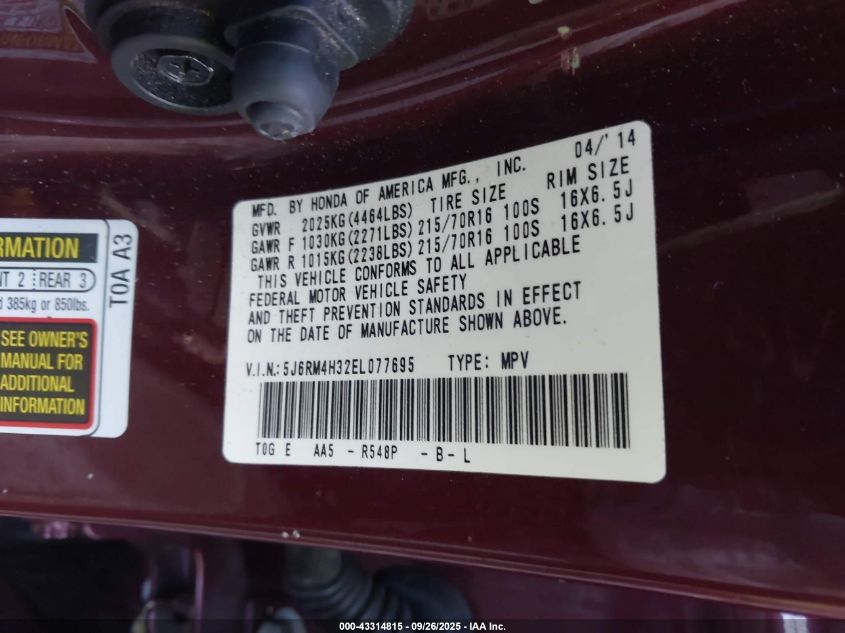 MFD. BY HONDA OF AMERICA MFG., INC. 04/'14
GVWR 2025KG(4464LBS) TIRE SIZE RIM SIZE
GAWR F 1030KG(2271LBS) 215/70R16 100S 16X6.5J
GAWR R 1015KG(2238LBS) 215/70R16 100S 16X6.5J
THIS VEHICLE CONFORMS TO ALL APPLICABLE
FEDERAL MOTOR VEHICLE SAFETY
AND THEFT PREVENTION STANDARDS IN EFFECT
ON THE DATE OF MANUFACTURE SHOWN ABOVE.
V.I.N.: 5J6RM4H32EL077695 TYPE: MPV
T0G E AA5 - R548P - B - L
RMATION
NT 2 REAR 3
d 385kg or 850lbs.
SEE OWNER'S
MANUAL FOR
ADDITIONAL
INFORMATION
T0A A3
000-43314815 - 09/26/2025 - IAA Inc.